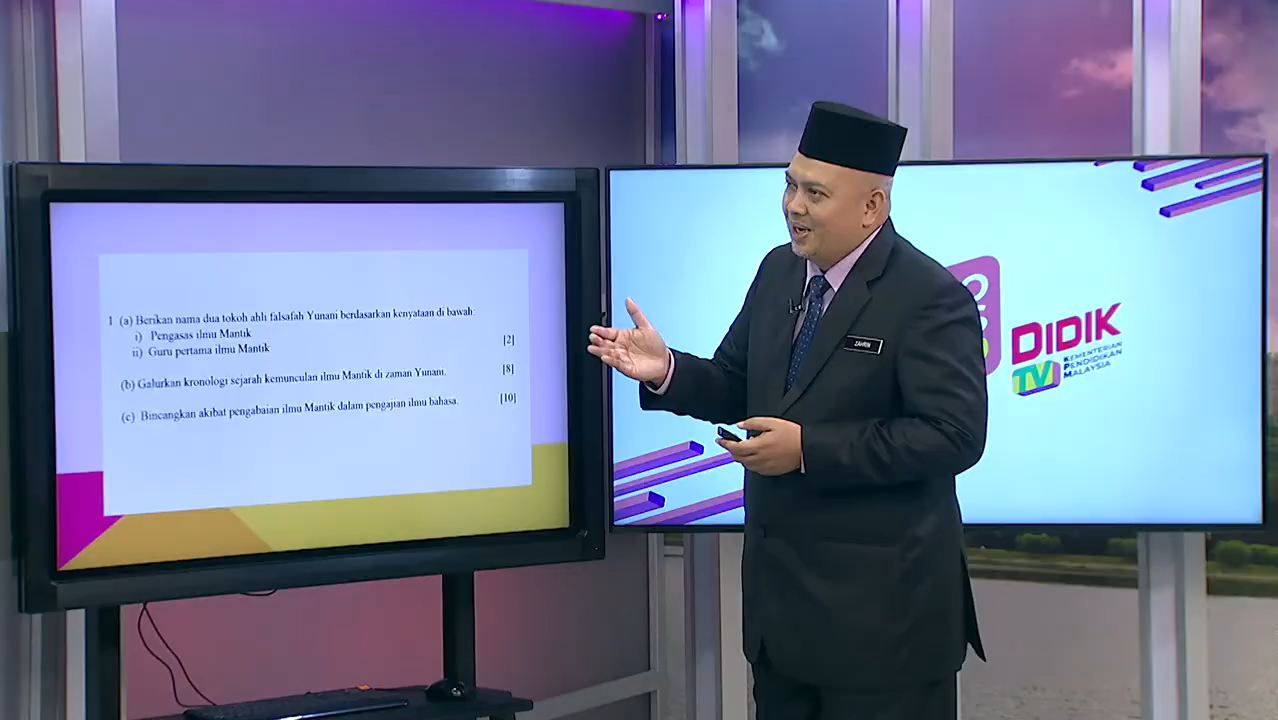 1 (a) Berikan nama dua tokoh ahli falsafah Yunani berdasarkan kenyataan di bawah:
i) Pengasas ilmu Mantik
ii) Guru pertama ilmu Mantik [2]
(b) Galurkan kronologi sejarah kemunculan ilmu Mantik di zaman Yunani. [8]
(c) Bincangkan akibat pengabaian ilmu Mantik dalam pengajian ilmu bahasa. [10]
ZAHRIN
DIDIK
TV
KEMENTERIAN
PENDIDIKAN
MALAYSIA